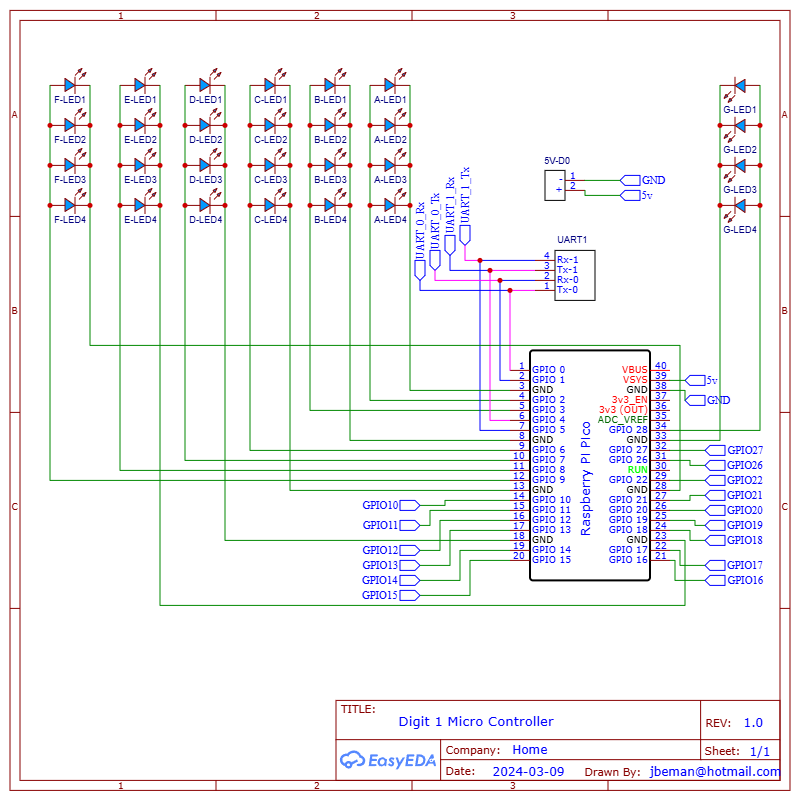 1 2 3
F-LED1 E-LED1 D-LED1 C-LED1 B-LED1 A-LED1 G-LED1
A A
F-LED2 E-LED2 D-LED2 C-LED2 B-LED2 A-LED2 G-LED2
F-LED3 E-LED3 D-LED3 C-LED3 B-LED3 A-LED3 G-LED3
F-LED4 E-LED4 D-LED4 C-LED4 B-LED4 A-LED4 G-LED4
5V-D0
- 1 GND
+ 2 5v
UART_0_Rx
UART_0_Tx
UART_1_Rx
UART_1_Tx
UART1
4 Rx-1
3 Tx-1
2 Rx-0
1 Tx-0
B B
Raspberry Pi Pico
1 GPIO 0 VBUS 40
2 GPIO 1 VSYS 39 5v
3 GND GND 38
4 GPIO 2 3v3_EN 37 GND
5 GPIO 3 3v3 (OUT) 36
6 GPIO 4 ADC_VREF 35
7 GPIO 5 GPIO 28 34
8 GND GND 33
9 GPIO 6 GPIO 27 32 GPIO27
10 GPIO 7 GPIO 26 31 GPIO26
11 GPIO 8 RUN 30
12 GPIO 9 GPIO 22 29 GPIO22
13 GND GND 28
14 GPIO 10 GPIO 21 27 GPIO21
GPIO10 15 GPIO 11 GPIO 20 26 GPIO20
C C
GPIO11 16 GPIO 12 GPIO 19 25 GPIO19
17 GPIO 13 GPIO 18 24 GPIO18
18 GND GND 23
GPIO12 19 GPIO 14 GPIO 17 22
GPIO13 20 GPIO 15 GPIO 16 21 GPIO17
GPIO14 GPIO16
GPIO15
TITLE:
Digit 1 Micro Controller
REV: 1.0
EasyEDA
Company: Home
Sheet: 1/1
Date: 2024-03-09 Drawn By: jbeman@hotmail.com
1 2 3